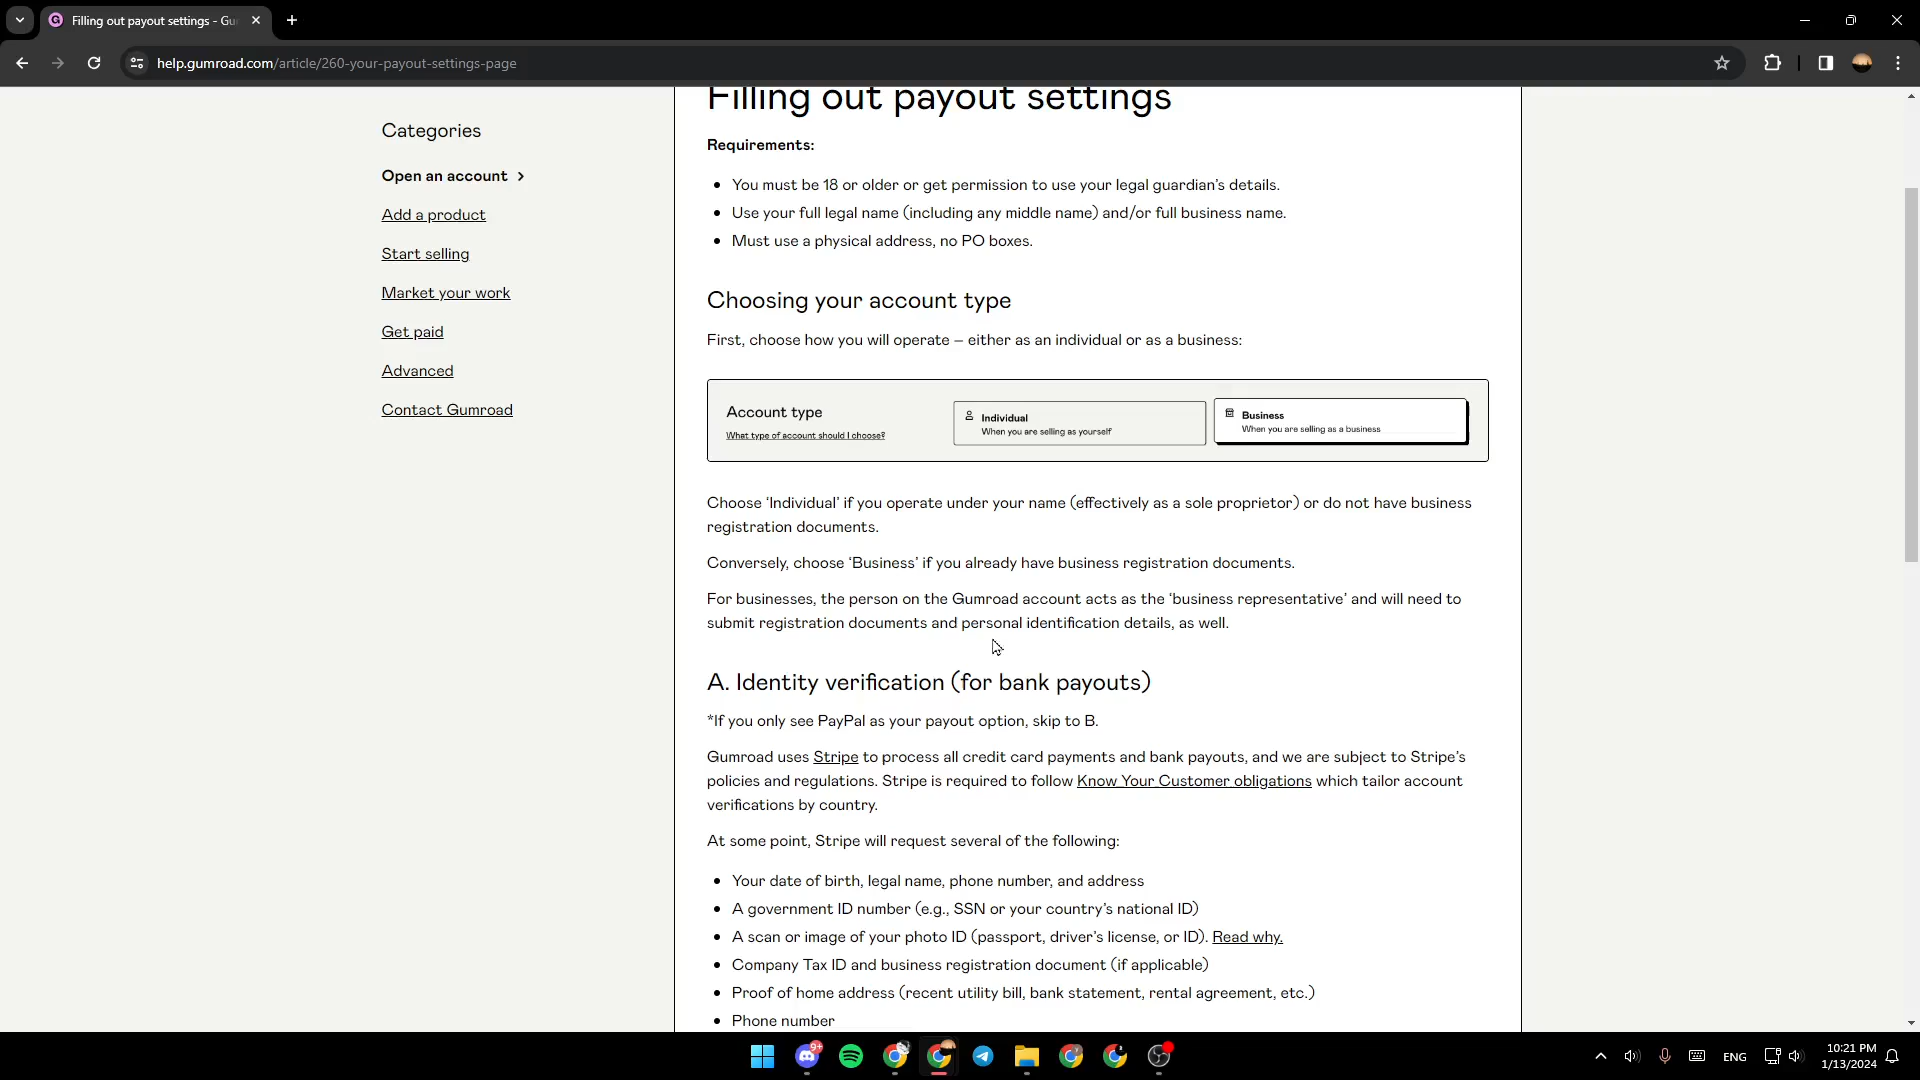 Filling out payout settings - Gu
help.gumroad.com/article/260-your-payout-settings-page
Categories
Open an account
Add a product
Start selling
Market your work
Get paid
Advanced
Contact Gumroad
Filling out payout settings
Requirements:
You must be 18 or older or get permission to use your legal guardian’s details.
Use your full legal name (including any middle name) and/or full business name.
Must use a physical address, no PO boxes.
Choosing your account type
First, choose how you will operate – either as an individual or as a business:
Account type
What type of account should I choose?
Individual
When you are selling as yourself
Business
When you are selling as a business
Choose ‘Individual’ if you operate under your name (effectively as a sole proprietor) or do not have business
registration documents.
Conversely, choose ‘Business’ if you already have business registration documents.
For businesses, the person on the Gumroad account acts as the ‘business representative’ and will need to
submit registration documents and personal identification details, as well.
A. Identity verification (for bank payouts)
*If you only see PayPal as your payout option, skip to B.
Gumroad uses Stripe to process all credit card payments and bank payouts, and we are subject to Stripe’s
policies and regulations. Stripe is required to follow Know Your Customer obligations which tailor account
verifications by country.
At some point, Stripe will request several of the following:
Your date of birth, legal name, phone number, and address
A government ID number (e.g., SSN or your country’s national ID)
A scan or image of your photo ID (passport, driver’s license, or ID). Read why.
Company Tax ID and business registration document (if applicable)
Proof of home address (recent utility bill, bank statement, rental agreement, etc.)
Phone number
9+
ENG
10:21 PM
1/13/2024